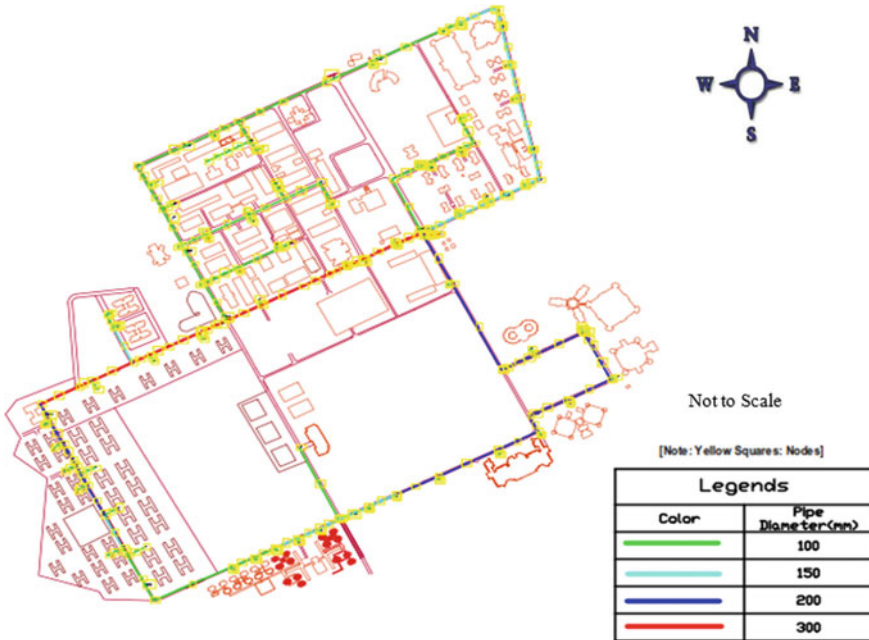 N
W E
S
Not to Scale
[Note: Yellow Squares: Nodes]
Legends
Color Pipe Diameter(mm)
100
150
200
300